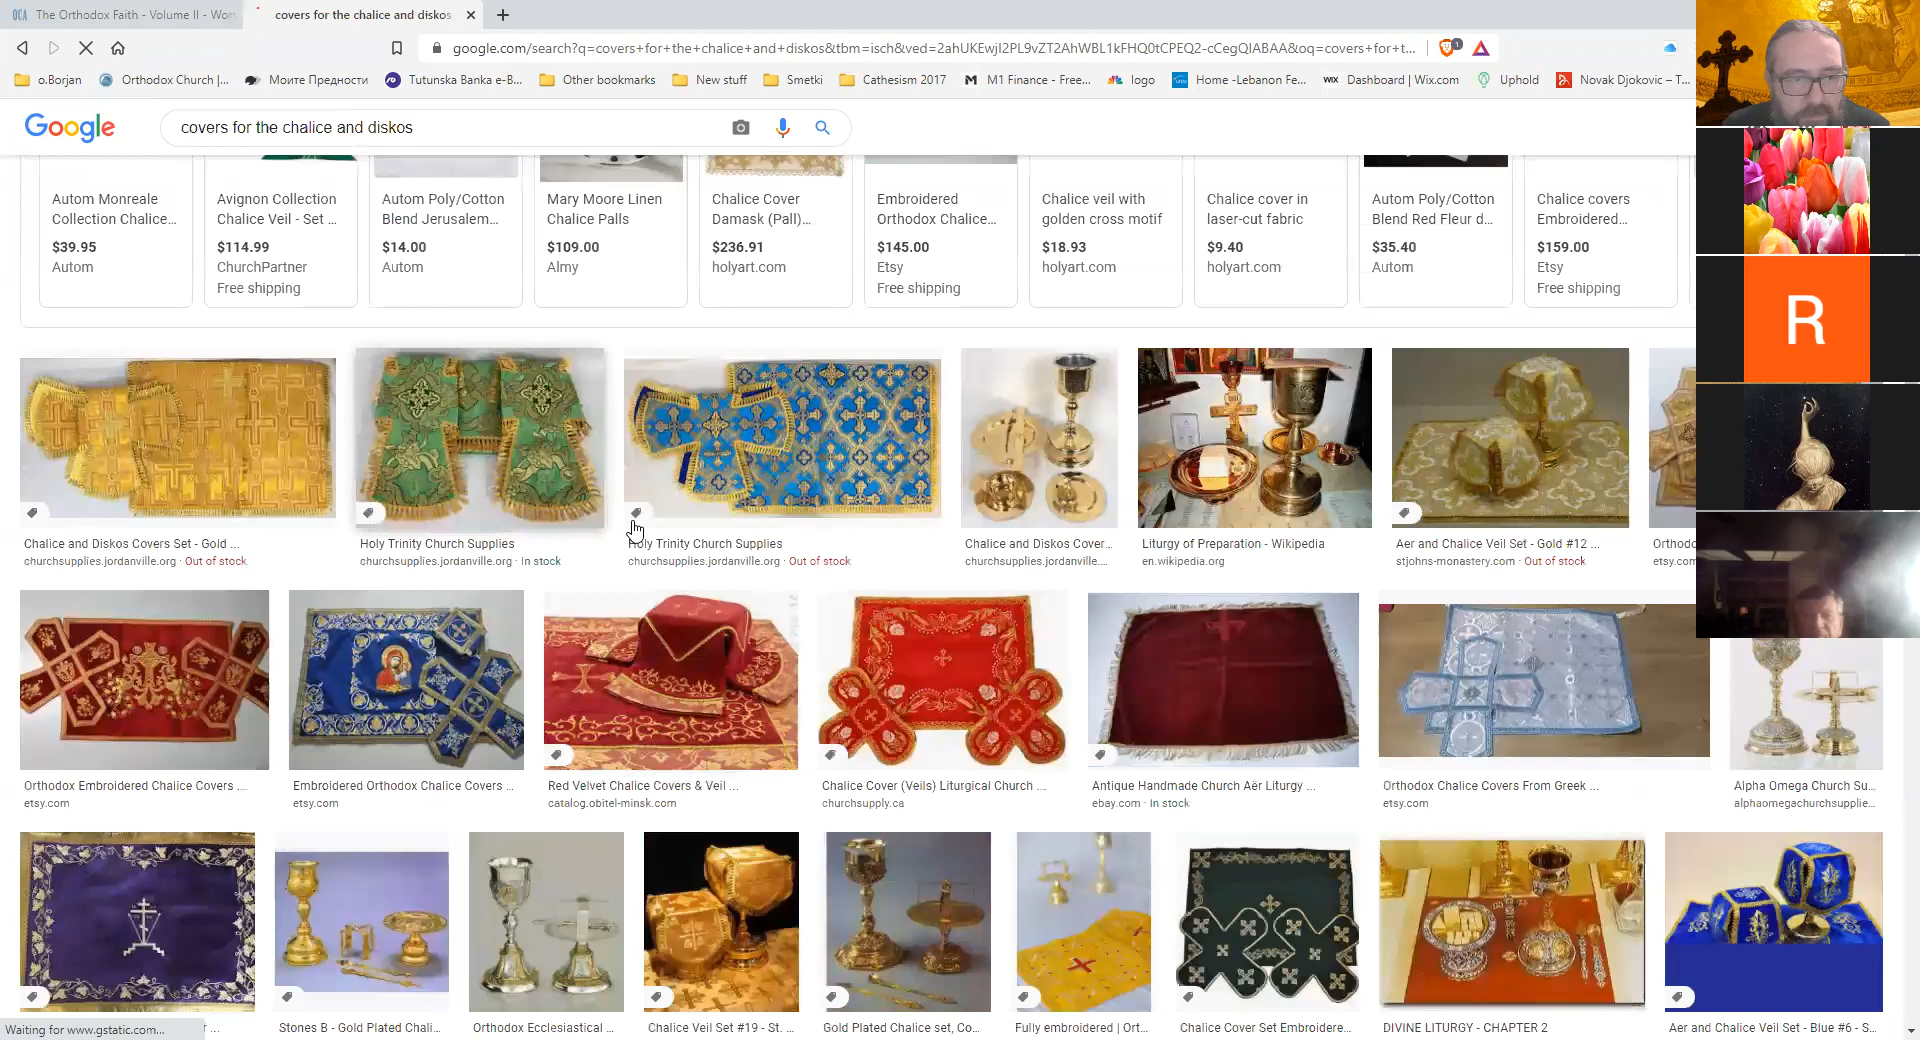 OCA The Orthodox Faith - Volume II - Wor
covers for the chalice and diskos
google.com/search?q=covers+for+the+chalice+and+diskos&tbm=isch&ved=2ahUKEwjI2PL9vZT2AhWBL1kFHQ0tCPEQ2-cCegQIABAA&oq=covers+for+t...
1
o.Borjan
Orthodox Church |...
Моите Предности
Tutunska Banka e-B...
Other bookmarks
New stuff
Smetki
Cathesism 2017
M1 Finance - Free...
logo
Home -Lebanon Fe...
WIX Dashboard | Wix.com
Uphold
Novak Djokovic – T...
Google
covers for the chalice and diskos
Autom Monreale
Collection Chalice...
$39.95
Autom
Avignon Collection
Chalice Veil - Set ...
$114.99
ChurchPartner
Free shipping
Autom Poly/Cotton
Blend Jerusalem...
$14.00
Autom
Mary Moore Linen
Chalice Palls
$109.00
Almy
Chalice Cover
Damask (Pall)...
$236.91
holyart.com
Embroidered
Orthodox Chalice...
$145.00
Etsy
Free shipping
Chalice veil with
golden cross motif
$18.93
holyart.com
Chalice cover in
laser-cut fabric
$9.40
holyart.com
Autom Poly/Cotton
Blend Red Fleur d...
$35.40
Autom
Chalice covers
Embroidered...
$159.00
Etsy
Free shipping
R
Chalice and Diskos Covers Set - Gold ...
churchsupplies.jordanville.org · Out of stock
Holy Trinity Church Supplies
churchsupplies.jordanville.org · In stock
Holy Trinity Church Supplies
churchsupplies.jordanville.org · Out of stock
Chalice and Diskos Cover...
churchsupplies.jordanville....
Liturgy of Preparation - Wikipedia
en.wikipedia.org
Aer and Chalice Veil Set - Gold #12 ...
stjohns-monastery.com · Out of stock
Orthodo
etsy.com
Orthodox Embroidered Chalice Covers ...
etsy.com
Embroidered Orthodox Chalice Covers ...
etsy.com
Red Velvet Chalice Covers & Veil ...
catalog.obitel-minsk.com
Chalice Cover (Veils) Liturgical Church ...
churchsupply.ca
Antique Handmade Church Aër Liturgy ...
ebay.com · In stock
Orthodox Chalice Covers From Greek ...
etsy.com
Alpha Omega Church Su...
alphaomegachurchsupplie...
Waiting for www.gstatic.com...
r ...
Stones B - Gold Plated Chali...
Orthodox Ecclesiastical ...
Chalice Veil Set #19 - St. ...
Gold Plated Chalice set, Co...
Fully embroidered | Ort...
Chalice Cover Set Embroidere...
DIVINE LITURGY - CHAPTER 2
Aer and Chalice Veil Set - Blue #6 - S...